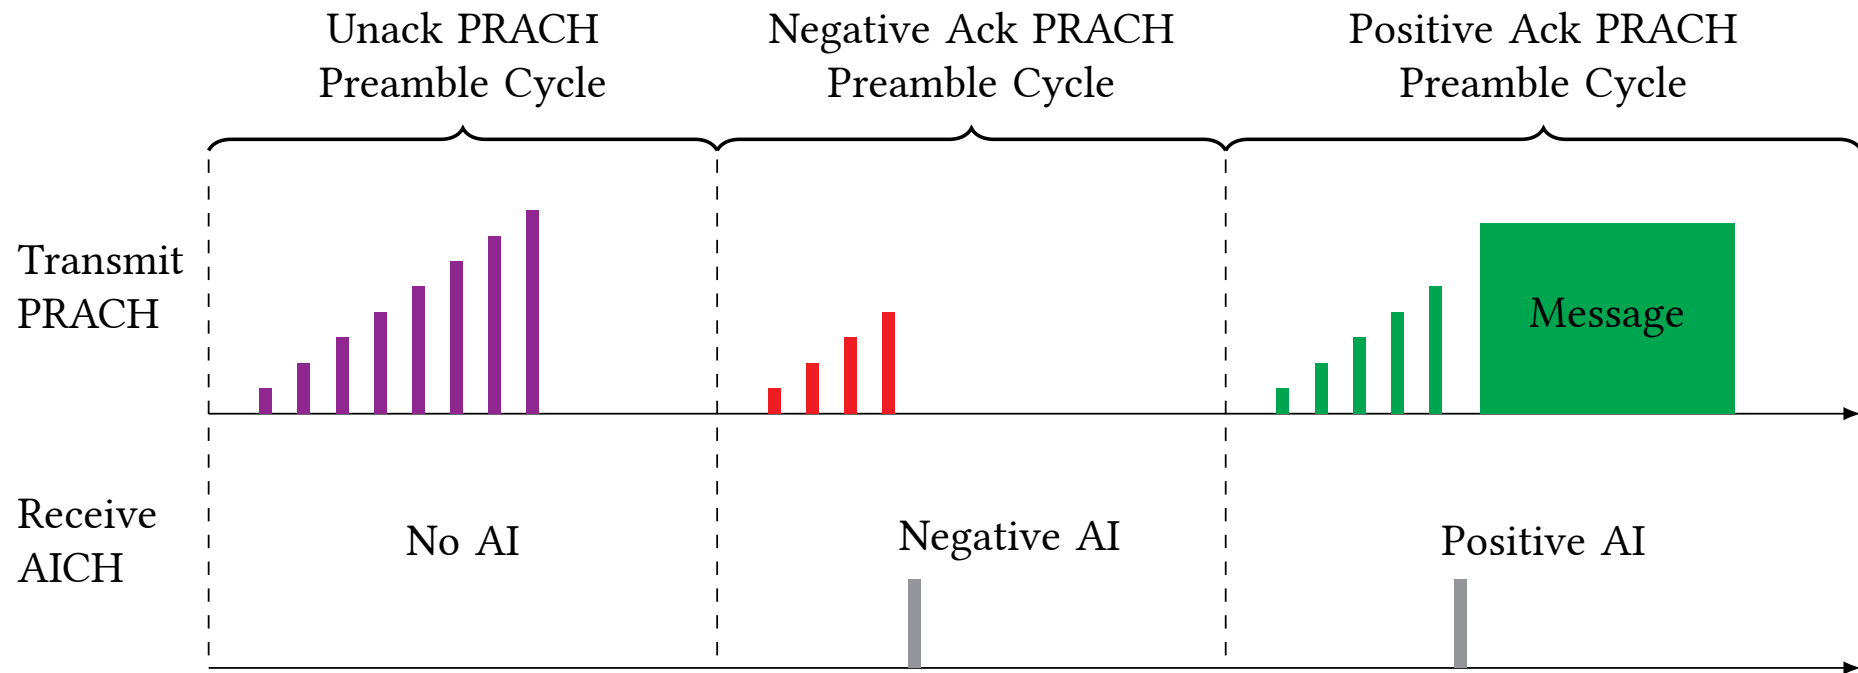 Unack PRACH
Preamble Cycle
Negative Ack PRACH
Preamble Cycle
Positive Ack PRACH
Preamble Cycle
Transmit
PRACH
Message
Receive
AICH
No AI
Negative AI
Positive AI